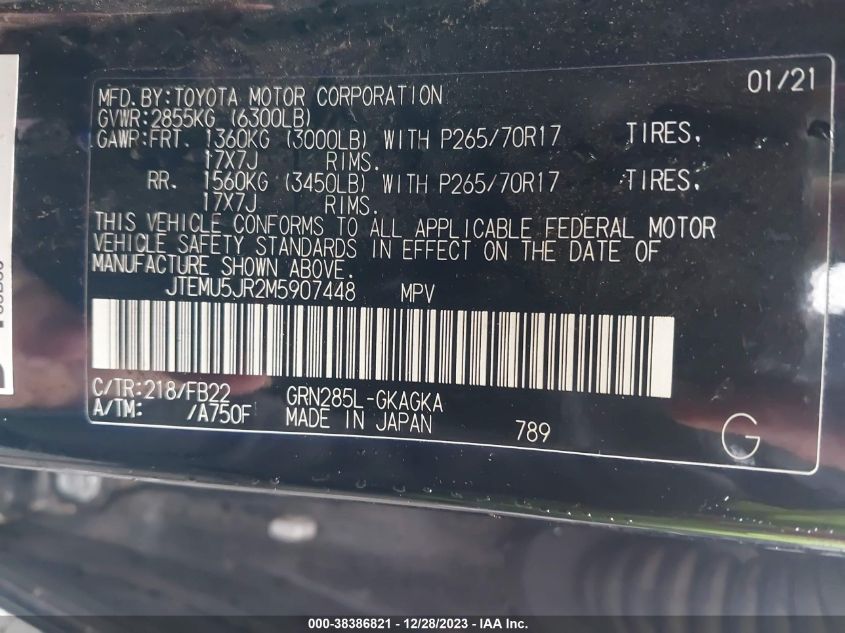 MFD. BY: TOYOTA MOTOR CORPORATION 01/21
GVWR: 2855KG (6300LB)
GAWR: FRT. 1360KG (3000LB) WITH P265/70R17 TIRES.
17X7J RIMS.
RR. 1560KG (3450LB) WITH P265/70R17 TIRES.
17X7J RIMS.
THIS VEHICLE CONFORMS TO ALL APPLICABLE FEDERAL MOTOR
VEHICLE SAFETY STANDARDS IN EFFECT ON THE DATE OF
MANUFACTURE SHOWN ABOVE.
JTEMU5JR2M5907448 MPV
C/TR: 218/FB22 GRN285L-GKAGKA
A/TM: /A750F MADE IN JAPAN 789
G
000-38386821 - 12/28/2023 - IAA Inc.